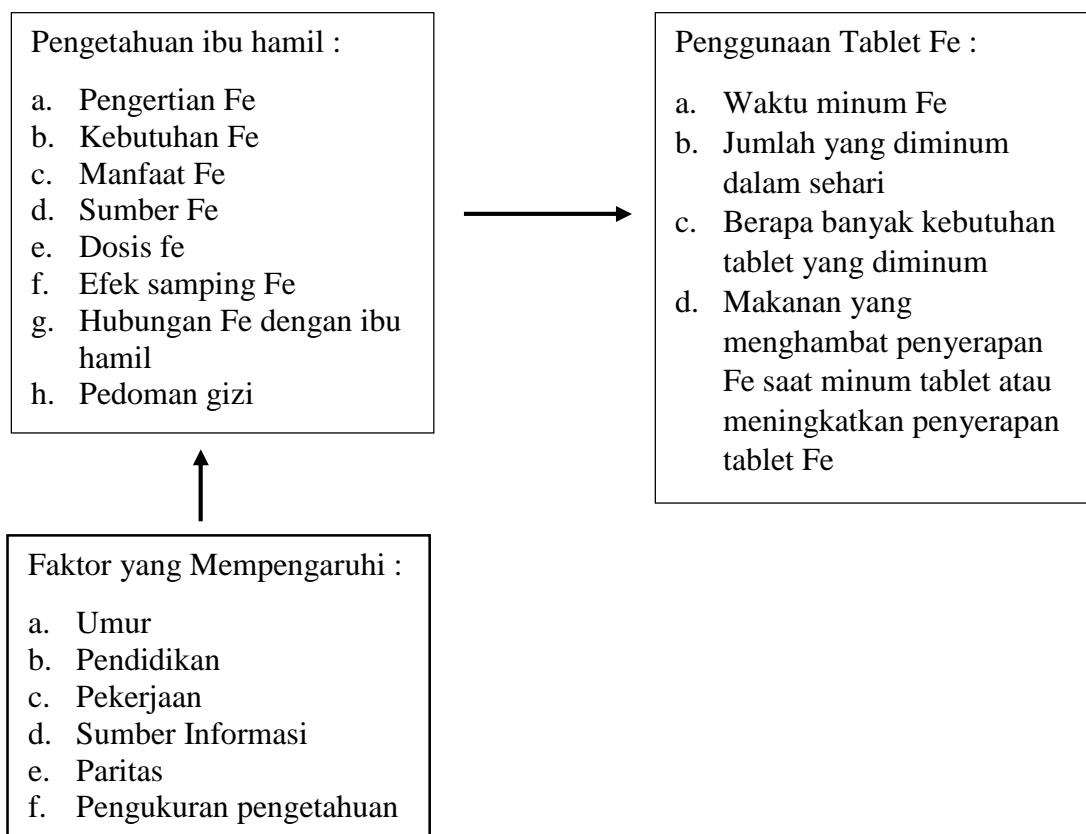 Pengetahuan ibu hamil :
a. Pengertian Fe
b. Kebutuhan Fe
c. Manfaat Fe
d. Sumber Fe
e. Dosis fe
f. Efek samping Fe
g. Hubungan Fe dengan ibu
hamil
h. Pedoman gizi
Penggunaan Tablet Fe :
a. Waktu minum Fe
b. Jumlah yang diminum
dalam sehari
c. Berapa banyak kebutuhan
tablet yang diminum
d. Makanan yang
menghambat penyerapan
Fe saat minum tablet atau
meningkatkan penyerapan
tablet Fe
Faktor yang Mempengaruhi :
a. Umur
b. Pendidikan
c. Pekerjaan
d. Sumber Informasi
e. Paritas
f. Pengukuran pengetahuan